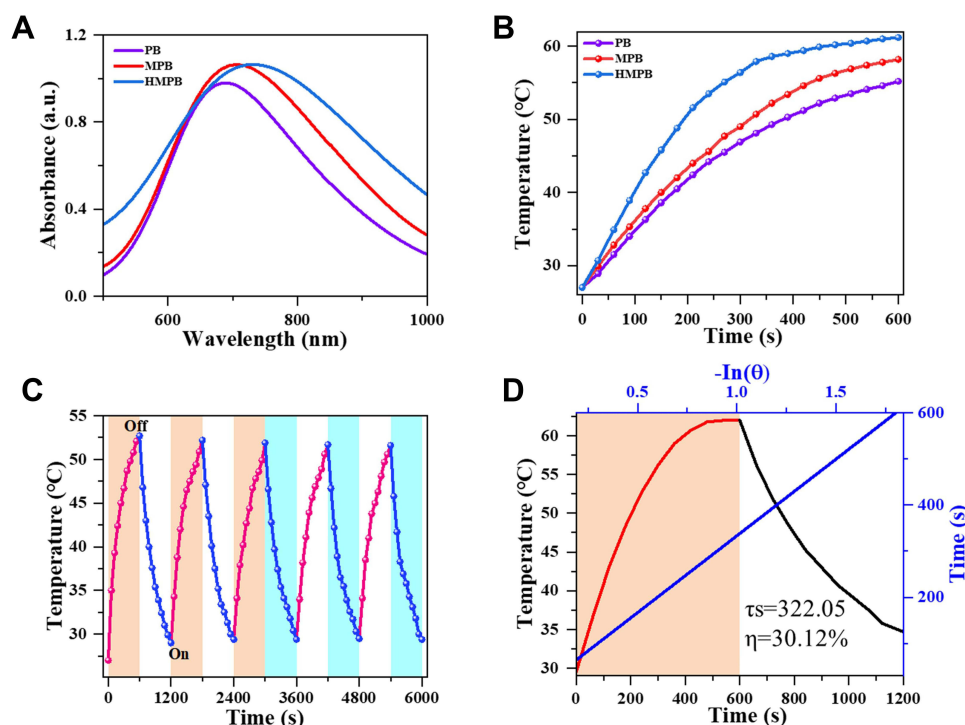 A
1.2
0.8
0.4
0.0
Absorbance (a.u.)
PB
MPB
HMPB
600
800
1000
Wavelength (nm)
B
60
50
40
30
Temperature (°C)
PB
MPB
HMPB
0
100
200
300
400
500
600
Time (s)
C
55
50
45
40
35
30
Temperature (°C)
Off
On
0
1200
2400
3600
4800
6000
Time (s)
D
-In(θ)
0.5
1.0
1.5
60
55
50
45
40
35
30
Temperature (°C)
600
400
200
Time (s)
τs=322.05
η=30.12%
0
200
400
600
800
1000
1200
Time (s)